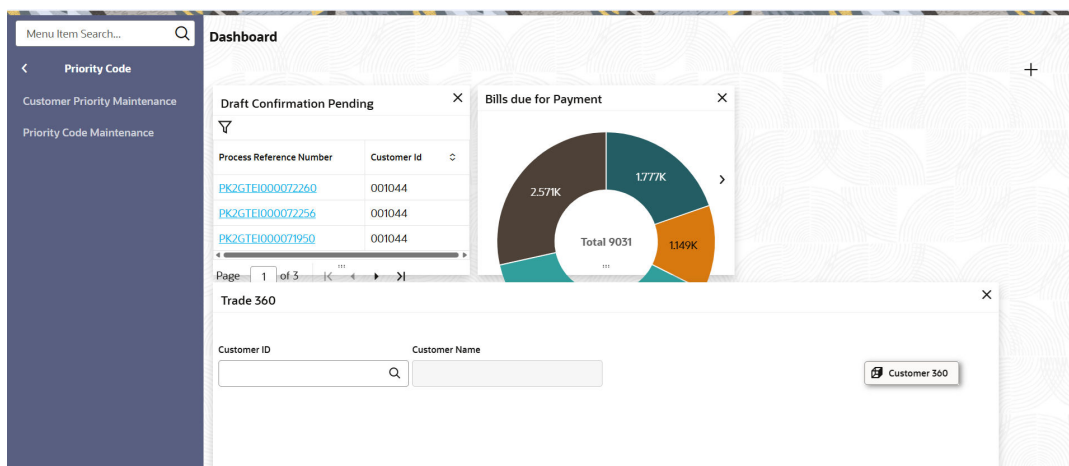 Menu Item Search...
Dashboard
Priority Code
Customer Priority Maintenance
Priority Code Maintenance
Draft Confirmation Pending
Process Reference Number Customer Id
PK2GTEI000072260 001044
PK2GTEI000072256 001044
PK2GTEI000071950 001044
Page 1 of 3
Bills due for Payment
2.571K
1.777K
Total 9031
1.149K
Trade 360
Customer ID Customer Name
Customer 360